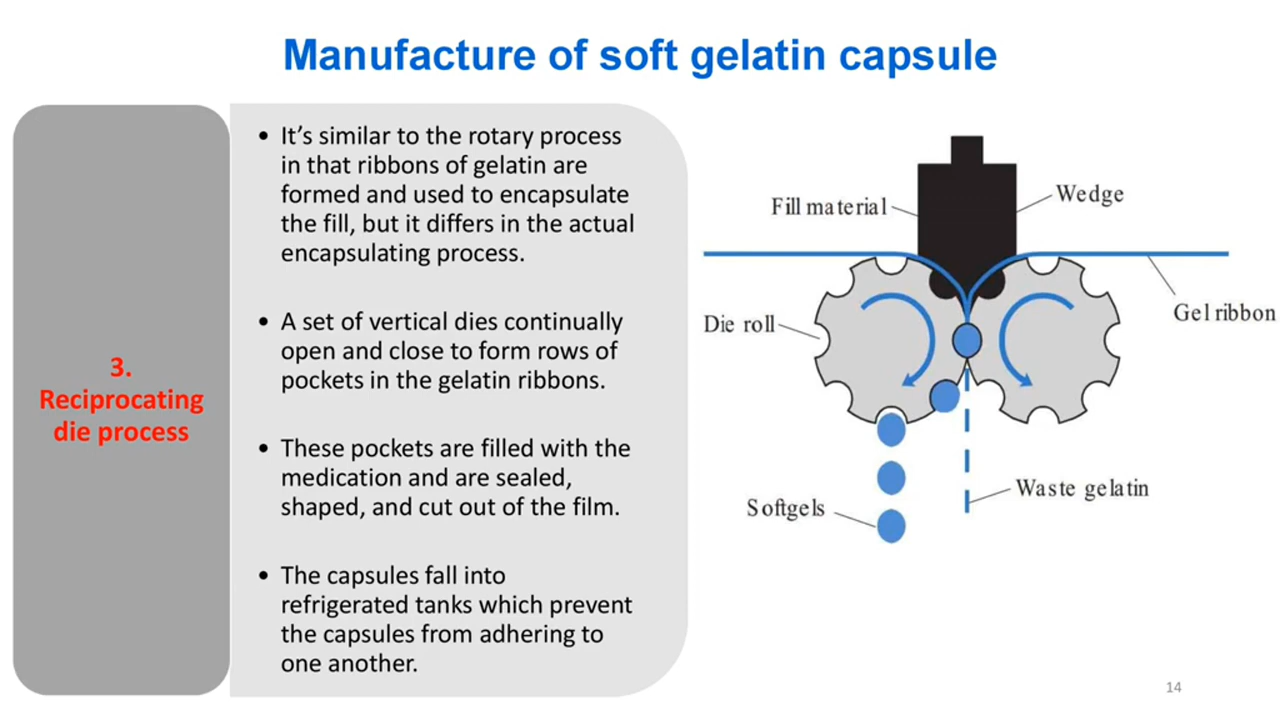 Manufacture of soft gelatin capsule
3.
Reciprocating
die process
• It’s similar to the rotary process
in that ribbons of gelatin are
formed and used to encapsulate
the fill, but it differs in the actual
encapsulating process.
• A set of vertical dies continually
open and close to form rows of
pockets in the gelatin ribbons.
• These pockets are filled with the
medication and are sealed,
shaped, and cut out of the film.
• The capsules fall into
refrigerated tanks which prevent
the capsules from adhering to
one another.
Fill material
Wedge
Die roll
Gel ribbon
Softgels
Waste gelatin
14